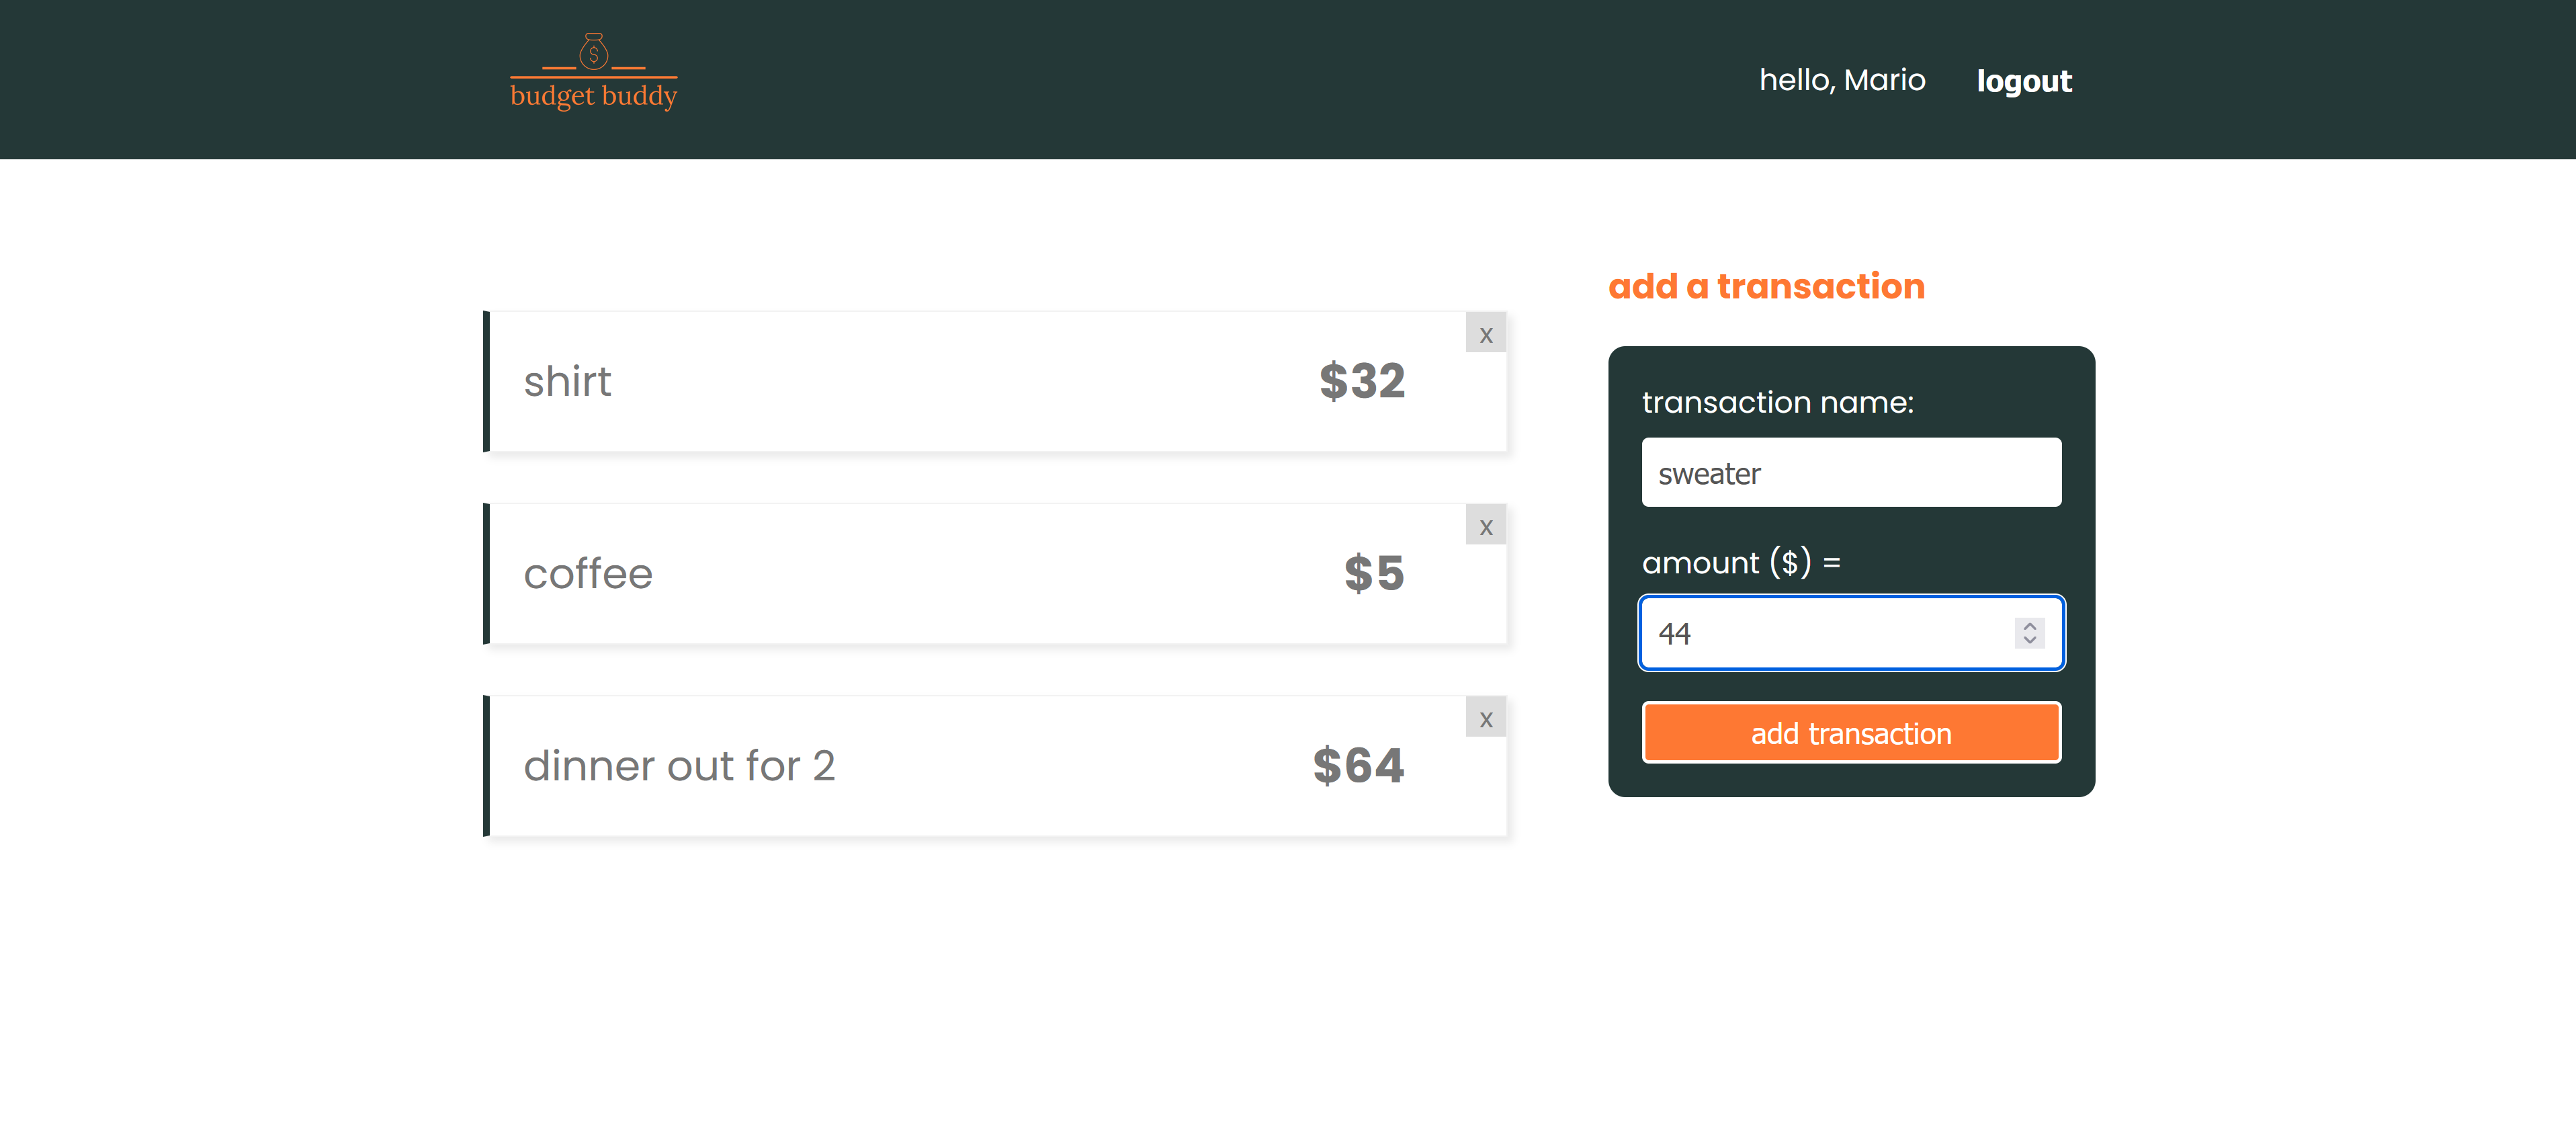 $
budget buddy
hello, Mario
logout
shirt
$32
x
coffee
$5
x
dinner out for 2
$64
x
add a transaction
transaction name:
sweater
amount ($) =
44
add transaction